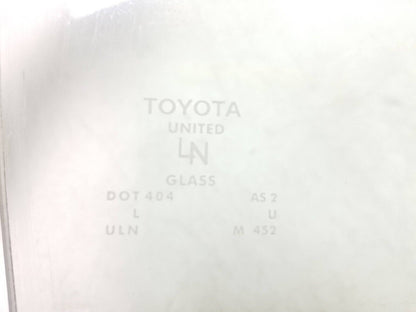 TOYOTA
UNITED
LN
GLASS
DOT 404 AS 2
L U
ULN M 452